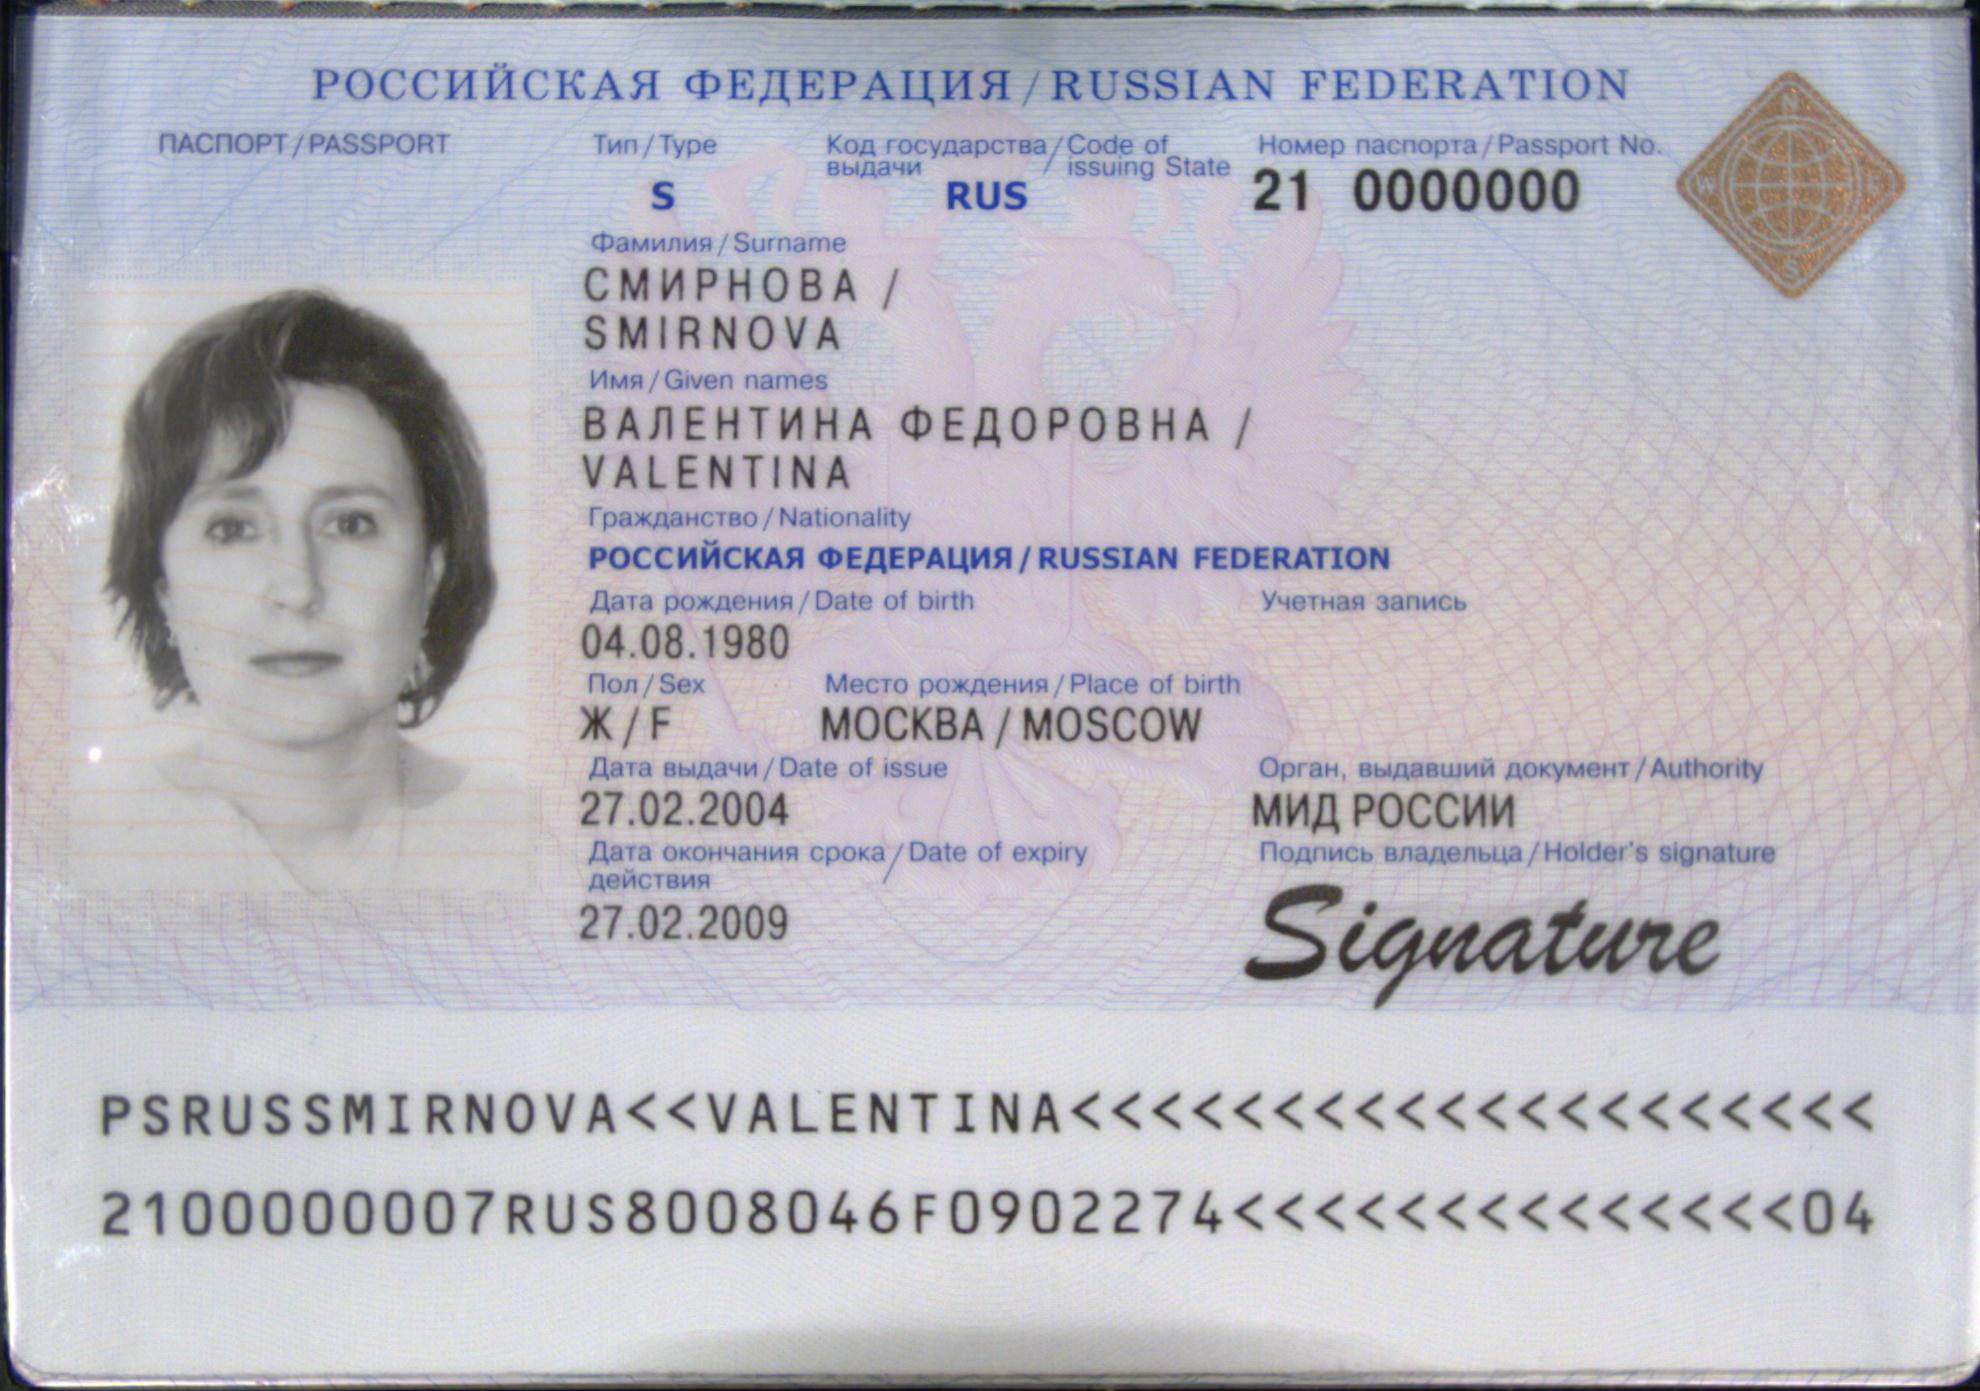 РОССИЙСКАЯ ФЕДЕРАЦИЯ / RUSSIAN FEDERATION
ПАСПОРТ / PASSPORT
Тип / Type
S
Код государства / Code of
выдачи / issuing State
RUS
Номер паспорта / Passport No.
21 0000000
N
W E
S
Фамилия / Surname
СМИРНОВА /
SMIRNOVA
Имя / Given names
ВАЛЕНТИНА ФЕДОРОВНА /
VALENTINA
Гражданство / Nationality
РОССИЙСКАЯ ФЕДЕРАЦИЯ / RUSSIAN FEDERATION
Дата рождения / Date of birth
04.08.1980
Учетная запись
Пол / Sex
Ж / F
Место рождения / Place of birth
МОСКВА / MOSCOW
Дата выдачи / Date of issue
27.02.2004
Орган, выдавший документ / Authority
МИД РОССИИ
Дата окончания срока / Date of expiry
действия
27.02.2009
Подпись владельца / Holder's signature
Signature
PSRUSSMIRNOVA<<VALENTINA<<<<<<<<<<<<<<<<<<<<
2100000007RUS8008046F0902274<<<<<<<<<<<<<<04